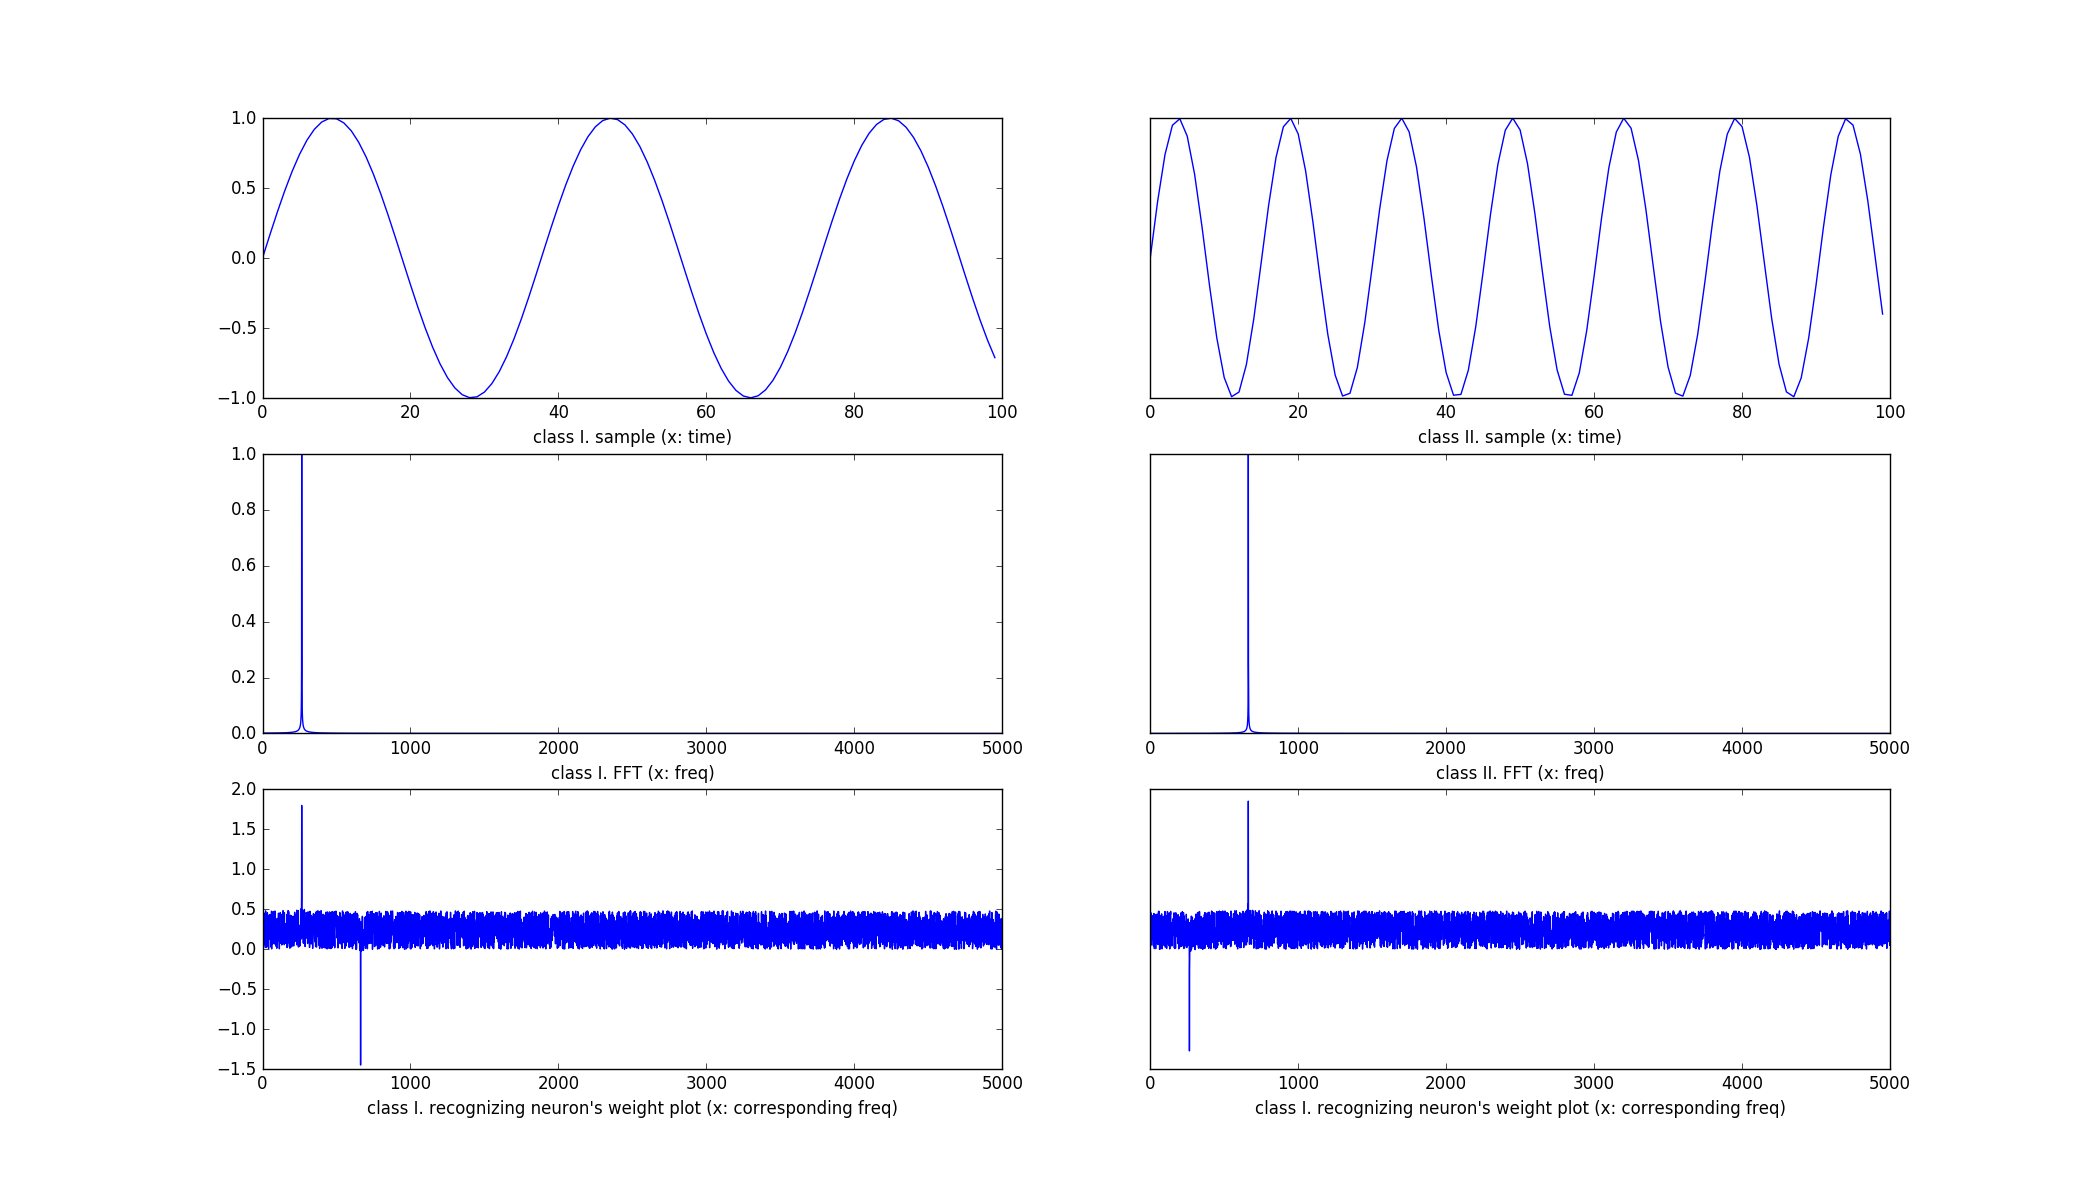 1.0
0.5
0.0
−0.5
−1.0
0 20 40 60 80 100
class I. sample (x: time)
0 20 40 60 80 100
class II. sample (x: time)
1.0
0.8
0.6
0.4
0.2
0.0
0 1000 2000 3000 4000 5000
class I. FFT (x: freq)
0 1000 2000 3000 4000 5000
class II. FFT (x: freq)
2.0
1.5
1.0
0.5
0.0
−0.5
−1.0
−1.5
0 1000 2000 3000 4000 5000
class I. recognizing neuron's weight plot (x: corresponding freq)
0 1000 2000 3000 4000 5000
class I. recognizing neuron's weight plot (x: corresponding freq)